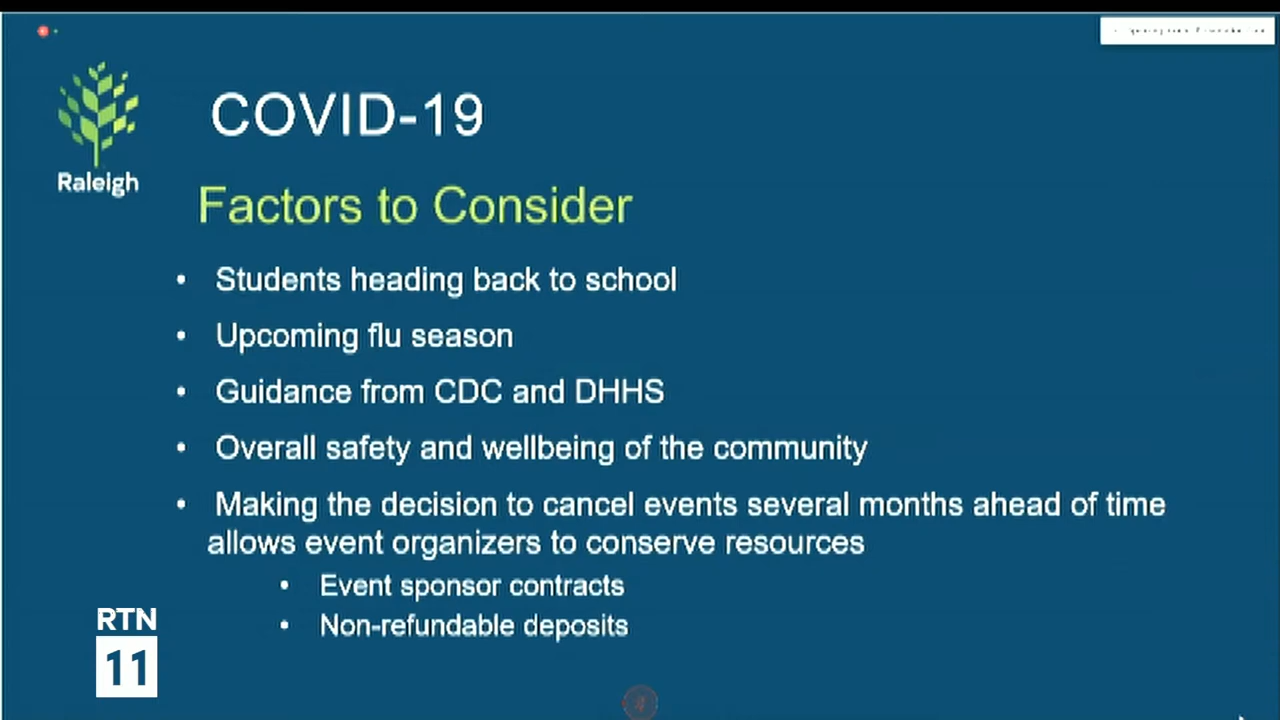 COVID-19
Raleigh
Factors to Consider
• Students heading back to school
• Upcoming flu season
• Guidance from CDC and DHHS
• Overall safety and wellbeing of the community
• Making the decision to cancel events several months ahead of time
allows event organizers to conserve resources
• Event sponsor contracts
• Non-refundable deposits
RTN
11